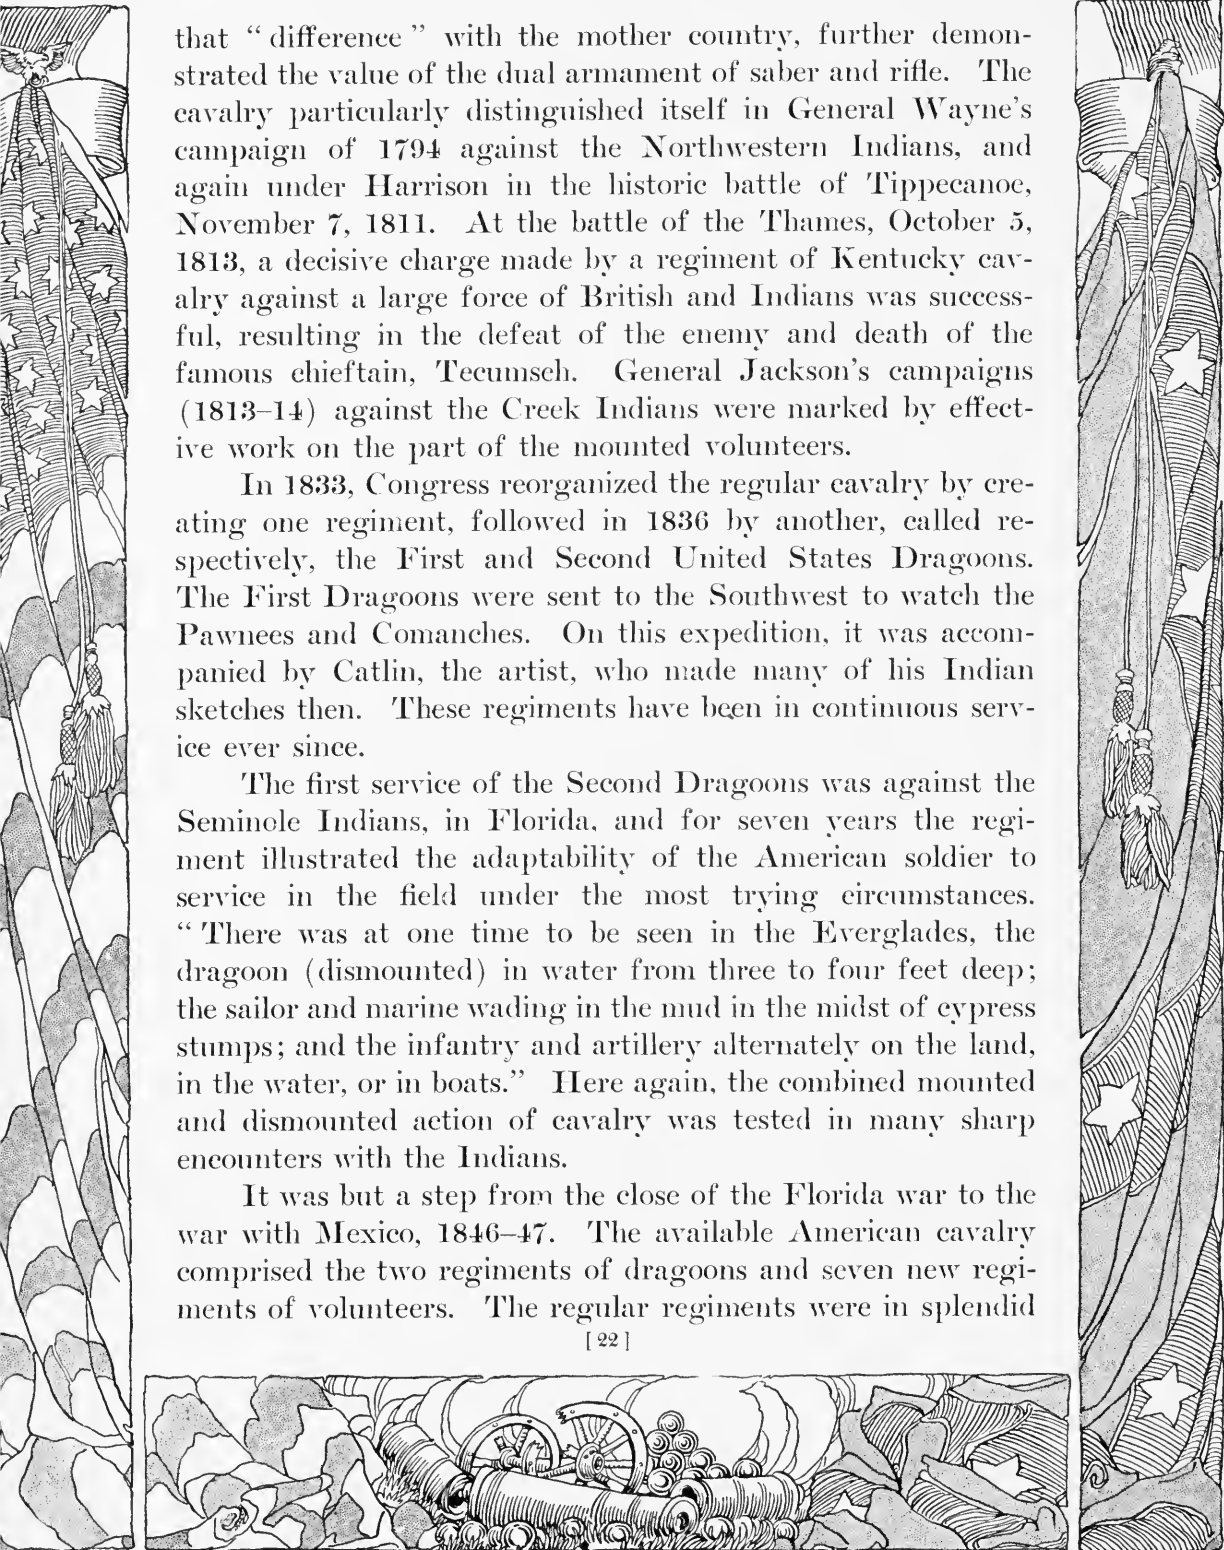 that " difference " with the mother country, further demon-
strated the value of the dual armament of saber and rifle. The
cavalry particularly distinguished itself in General Wayne's
campaign of 1794 against the Northwestern Indians, and
again under Harrison in the historic battle of Tippecanoe,
November 7, 1811. At the battle of the Thames, October 5,
1813, a decisive charge made by a regiment of Kentucky cav-
alry against a large force of British and Indians was success-
ful, resulting in the defeat of the enemy and death of the
famous chieftain, Tecumseh. General Jackson's campaigns
(1813–14) against the Creek Indians were marked by effect-
ive work on the part of the mounted volunteers.
In 1833, Congress reorganized the regular cavalry by cre-
ating one regiment, followed in 1836 by another, called re-
spectively, the First and Second United States Dragoons.
The First Dragoons were sent to the Southwest to watch the
Pawnees and Comanches. On this expedition, it was accom-
panied by Catlin, the artist, who made many of his Indian
sketches then. These regiments have been in continuous serv-
ice ever since.
The first service of the Second Dragoons was against the
Seminole Indians, in Florida, and for seven years the regi-
ment illustrated the adaptability of the American soldier to
service in the field under the most trying circumstances.
" There was at one time to be seen in the Everglades, the
dragoon (dismounted) in water from three to four feet deep;
the sailor and marine wading in the mud in the midst of cypress
stumps; and the infantry and artillery alternately on the land,
in the water, or in boats." Here again, the combined mounted
and dismounted action of cavalry was tested in many sharp
encounters with the Indians.
It was but a step from the close of the Florida war to the
war with Mexico, 1846–47. The available American cavalry
comprised the two regiments of dragoons and seven new regi-
ments of volunteers. The regular regiments were in splendid
[22]